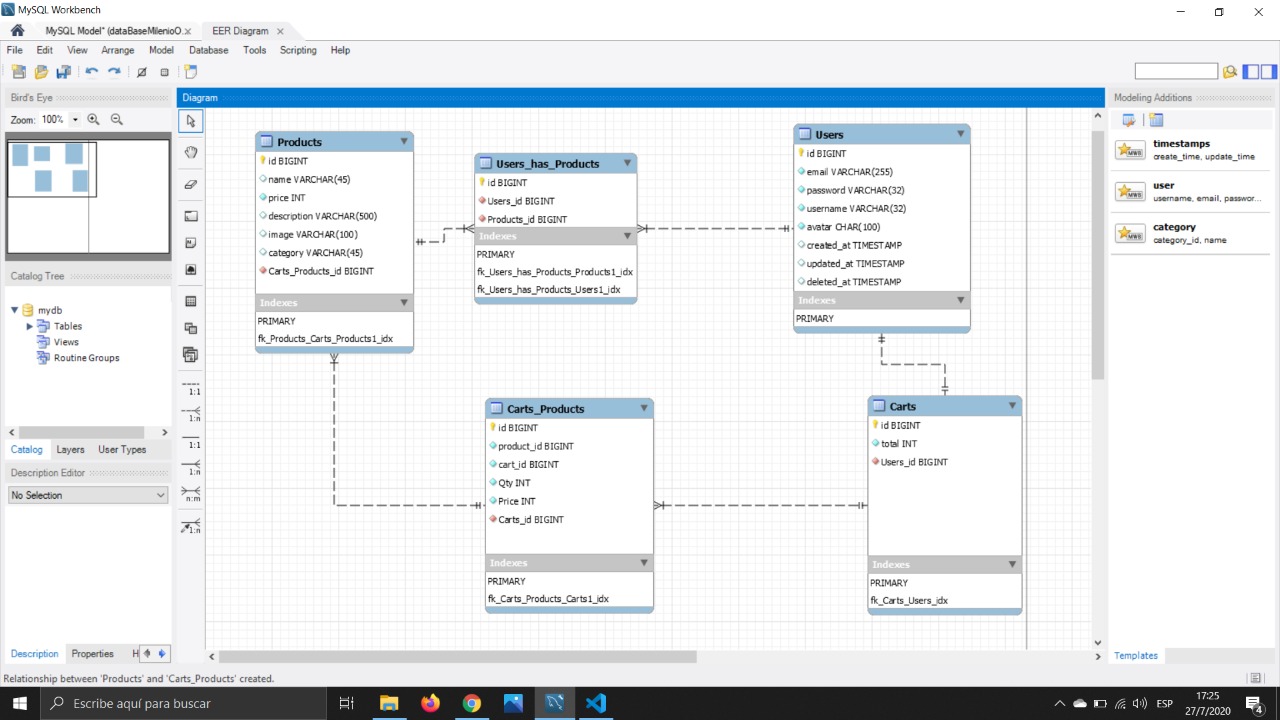 MySQL Workbench
MySQL Model* (dataBaseMilenioO...
EER Diagram
File Edit View Arrange Model Database Tools Scripting Help
Bird's Eye
Zoom: 100%
Diagram
Products
id BIGINT
name VARCHAR(45)
price INT
description VARCHAR(500)
image VARCHAR(100)
category VARCHAR(45)
Carts_Products_id BIGINT
Indexes
PRIMARY
fk_Products_Carts_Products1_idx
Users_has_Products
id BIGINT
Users_id BIGINT
Products_id BIGINT
Indexes
PRIMARY
fk_Users_has_Products_Products1_idx
fk_Users_has_Products_Users1_idx
Users
id BIGINT
email VARCHAR(255)
password VARCHAR(32)
username VARCHAR(32)
avatar CHAR(100)
created_at TIMESTAMP
updated_at TIMESTAMP
deleted_at TIMESTAMP
Indexes
PRIMARY
Carts_Products
id BIGINT
product_id BIGINT
cart_id BIGINT
Qty INT
Price INT
Carts_id BIGINT
Indexes
PRIMARY
fk_Carts_Products_Carts1_idx
Carts
id BIGINT
total INT
Users_id BIGINT
Indexes
PRIMARY
fk_Carts_Users_idx
Catalog Tree
mydb
Tables
Views
Routine Groups
Catalog Layers User Types
Description Editor
No Selection
Description Properties H
1:1
1:n
1:1
1:n
n:m
1:n
Modeling Additions
timestamps
create_time, update_time
user
username, email, passwor...
category
category_id, name
Templates
Relationship between 'Products' and 'Carts_Products' created.
Escribe aquí para buscar
ESP
17:25
27/7/2020
4